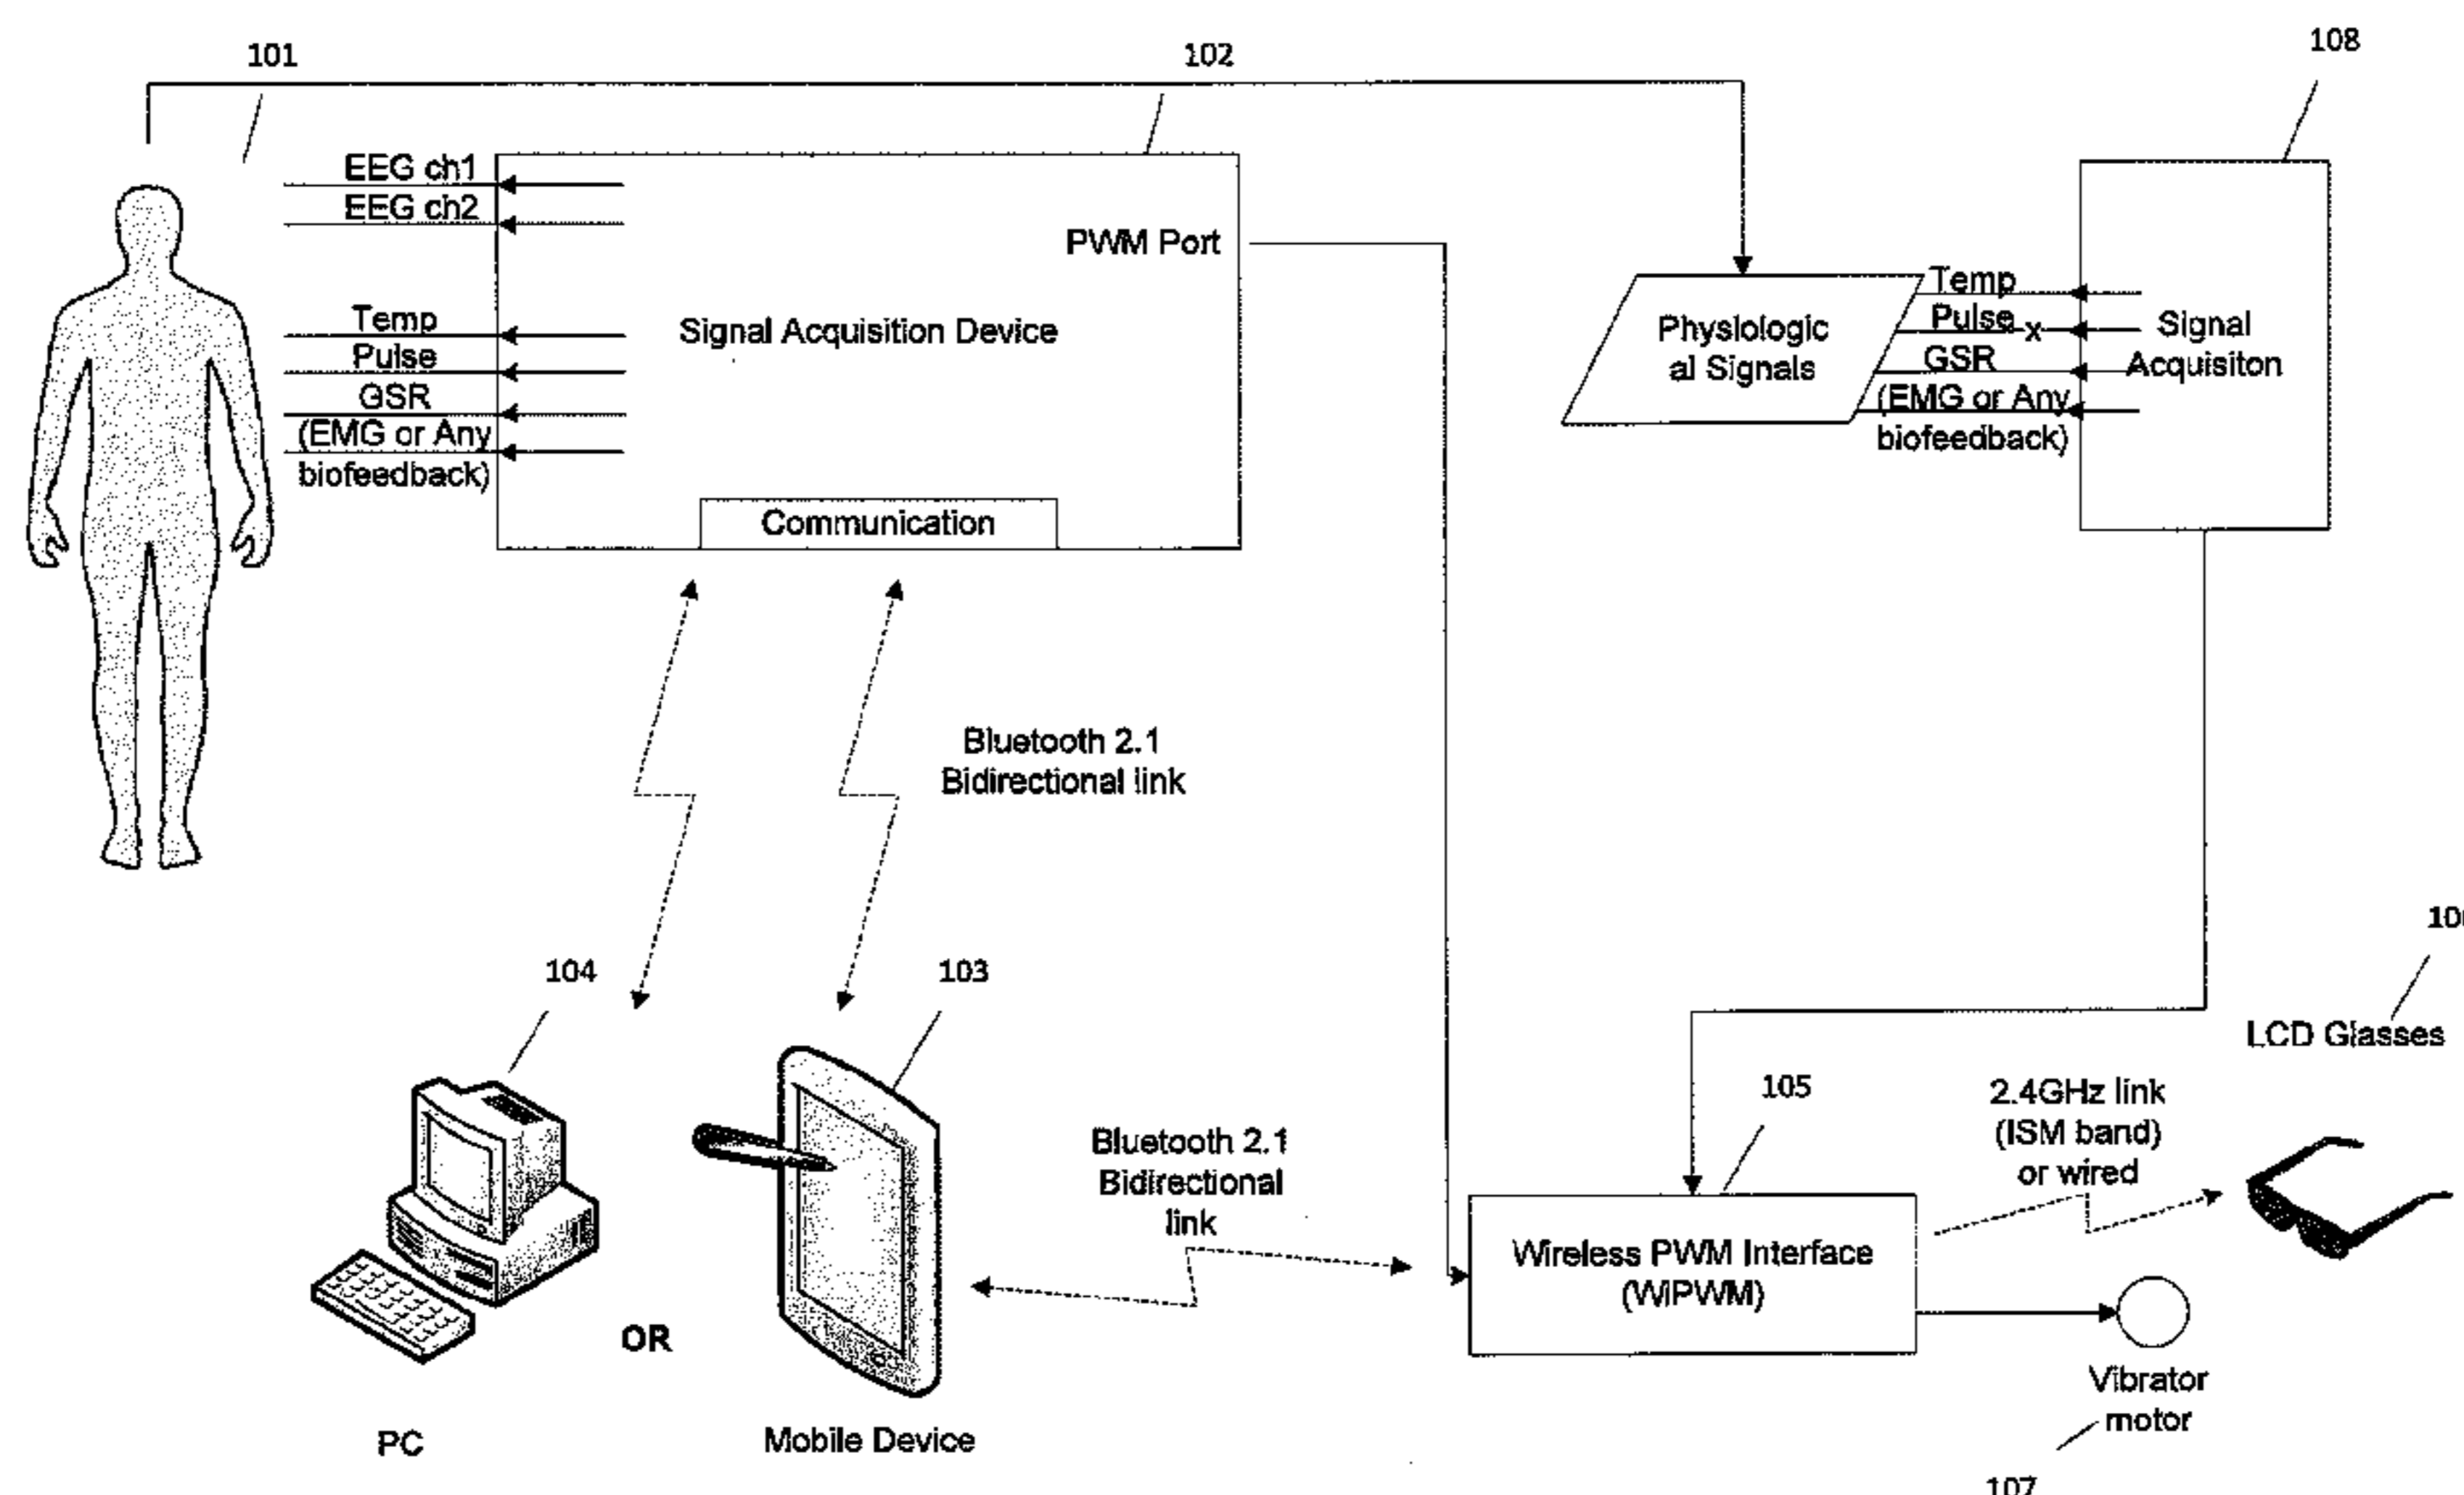 101
102
108
EEG ch1
EEG ch2
PWM Port
Temp
Pulse
GSR
(EMG or Any
biofeedback)
Signal Acquisition Device
Communication
Physiologic
al Signals
Temp
Pulse x
GSR
(EMG or Any
biofeedback)
Signal
Acquisiton
Bluetooth 2.1
Bidirectional link
104
103
LCD Glasses
105
2.4GHz link
(ISM band)
or wired
Bluetooth 2.1
Bidirectional
link
Wireless PWM Interface
(WiPWM)
OR
Vibrator
motor
PC
Mobile Device
107